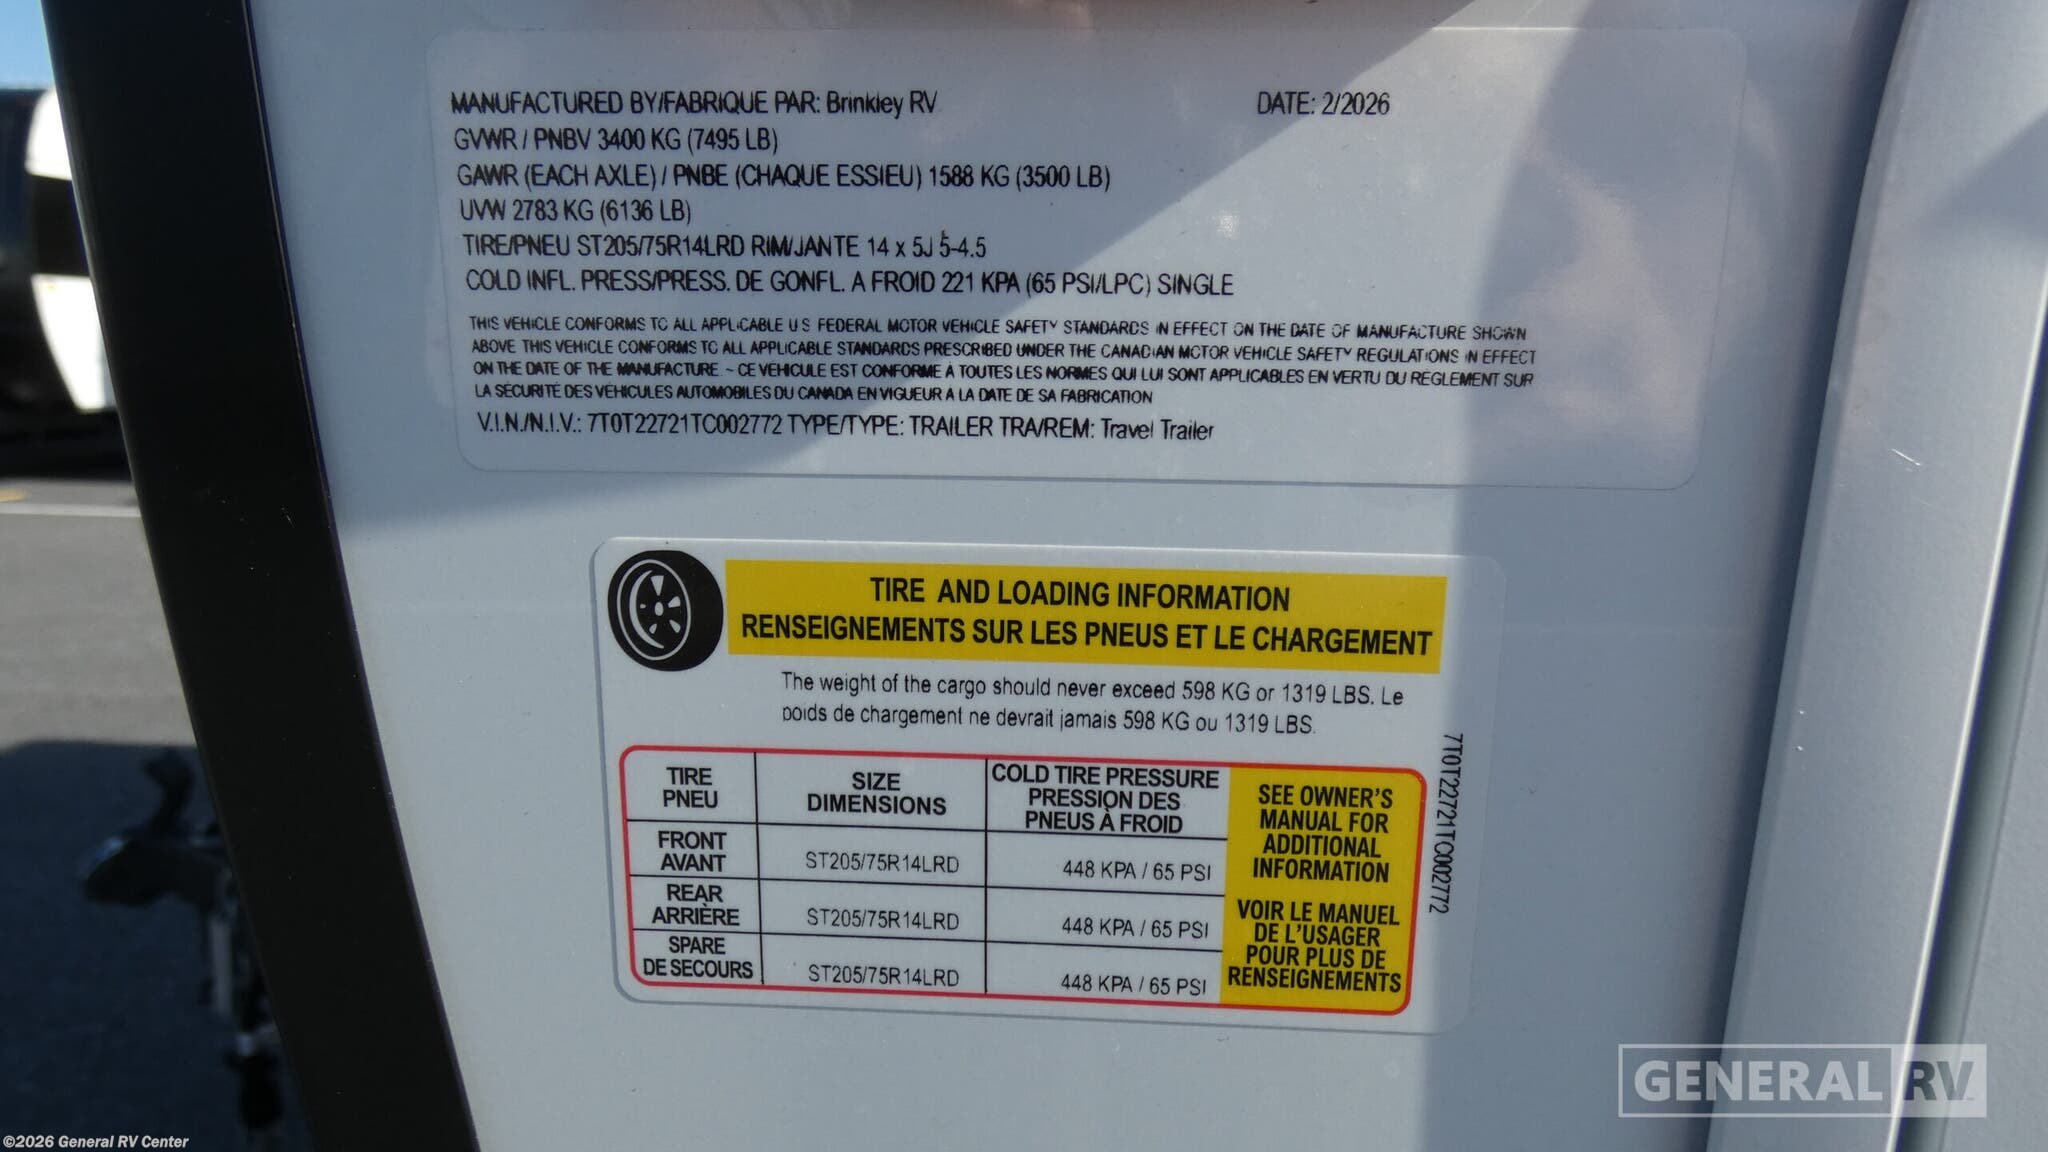 MANUFACTURED BY/FABRIQUE PAR: Brinkley RV DATE: 2/2026
GVWR / PNBV 3400 KG (7495 LB)
GAWR (EACH AXLE) / PNBE (CHAQUE ESSIEU) 1588 KG (3500 LB)
UVW 2783 KG (6136 LB)
TIRE/PNEU ST205/75R14LRD RIM/JANTE 14 x 5J 5-4.5
COLD INFL. PRESS/PRESS. DE GONFL. A FROID 221 KPA (65 PSI/LPC) SINGLE
THIS VEHICLE CONFORMS TO ALL APPLICABLE U S FEDERAL MOTOR VEHICLE SAFETY STANDARDS IN EFFECT ON THE DATE OF MANUFACTURE SHOWN
ABOVE THIS VEHICLE CONFORMS TO ALL APPLICABLE STANDARDS PRESCRIBED UNDER THE CANADIAN MOTOR VEHICLE SAFETY REGULATIONS IN EFFECT
ON THE DATE OF THE MANUFACTURE. ~ CE VEHICULE EST CONFORME À TOUTES LES NORMES QUI LUI SONT APPLICABLES EN VERTU DU REGLEMENT SUR
LA SÉCURITÉ DES VÉHICULES AUTOMOBILES DU CANADA EN VIGUEUR À LA DATE DE SA FABRICATION
V.I.N./N.I.V.: 7T0T22721TC002772 TYPE/TYPE: TRAILER TRA/REM: Travel Trailer
TIRE AND LOADING INFORMATION
RENSEIGNEMENTS SUR LES PNEUS ET LE CHARGEMENT
The weight of the cargo should never exceed 598 KG or 1319 LBS. Le
poids de chargement ne devrait jamais 598 KG ou 1319 LBS.
TIRE
PNEU
SIZE
DIMENSIONS
COLD TIRE PRESSURE
PRESSION DES
PNEUS À FROID
FRONT
AVANT
ST205/75R14LRD
448 KPA / 65 PSI
REAR
ARRIÈRE
ST205/75R14LRD
448 KPA / 65 PSI
SPARE
DE SECOURS
ST205/75R14LRD
448 KPA / 65 PSI
SEE OWNER'S
MANUAL FOR
ADDITIONAL
INFORMATION
VOIR LE MANUEL
DE L'USAGER
POUR PLUS DE
RENSEIGNEMENTS
7T0T22721TC002772
GENERAL RV
©2026 General RV Center